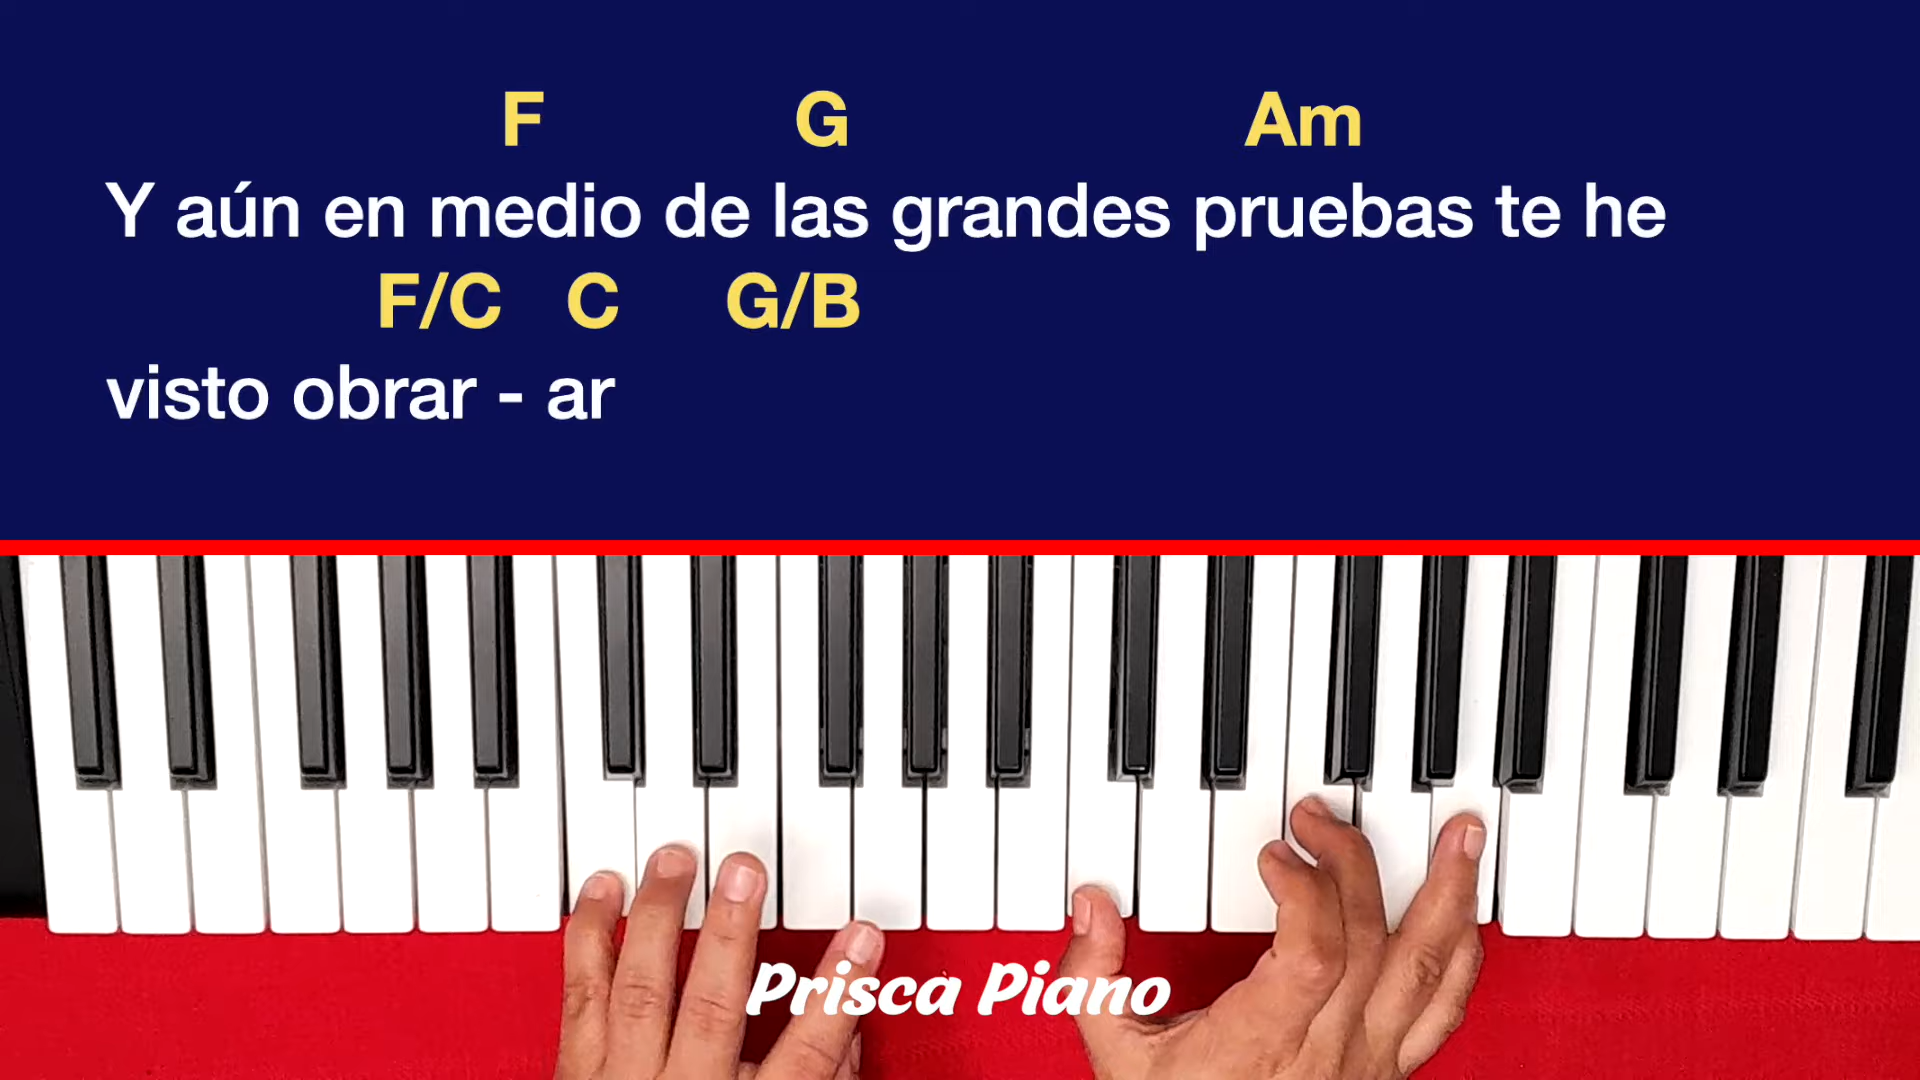 F G Am
Y aún en medio de las grandes pruebas te he
F/C C G/B
visto obrar - ar
Prisca Piano